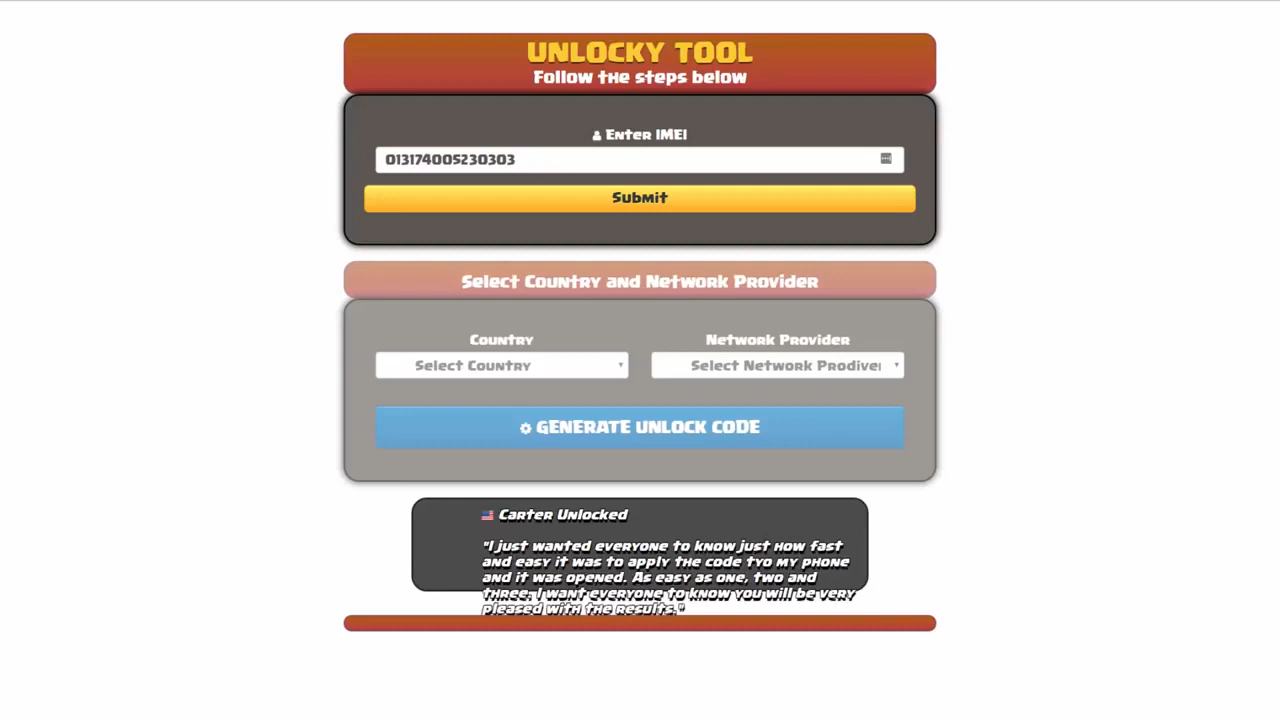 UNLOCKY TOOL
Follow the steps below
Enter IMEI
013174005230303
Submit
Select Country and Network Provider
Country Network Provider
Select Country Select Network Prodiver
GENERATE UNLOCK CODE
Carter Unlocked
"I just wanted everyone to know just how fast
and easy it was to apply the code tyo my phone
and it was opened. As easy as one, two and
three. I want everyone to know you will be very
pleased with the results."